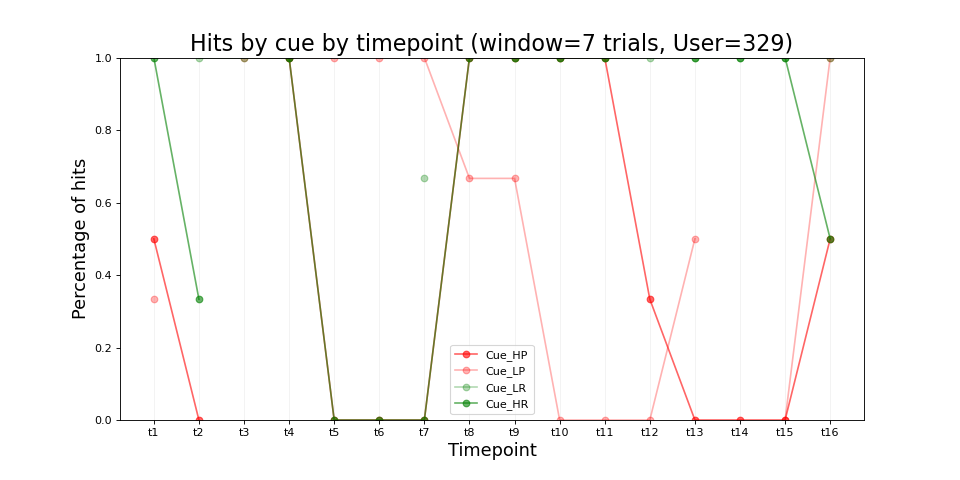 Hits by cue by timepoint (window=7 trials, User=329)
1.0
0.8
0.6
0.4
0.2
0.0
Percentage of hits
Cue_HP
Cue_LP
Cue_LR
Cue_HR
t1 t2 t3 t4 t5 t6 t7 t8 t9 t10 t11 t12 t13 t14 t15 t16
Timepoint